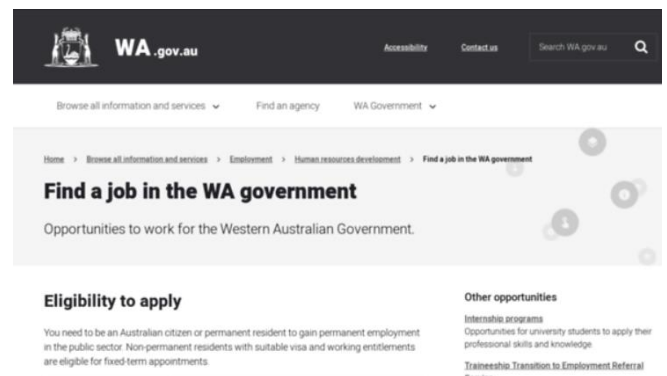 WA.gov.au
Accessibility
Contact us
Search WA.gov.au
Browse all information and services
Find an agency
WA Government
Home > Browse all information and services > Employment > Human resources development > Find a job in the WA government
Find a job in the WA government
Opportunities to work for the Western Australian Government.
Eligibility to apply
You need to be an Australian citizen or permanent resident to gain permanent employment
in the public sector. Non-permanent residents with suitable visa and working entitlements
are eligible for fixed-term appointments.
Other opportunities
Internship programs
Opportunities for university students to apply their
professional skills and knowledge
Traineeship Transition to Employment Referral